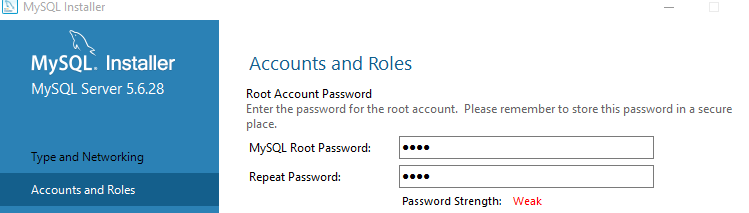 MySQL Installer
MySQL. Installer
MySQL Server 5.6.28
Type and Networking
Accounts and Roles
Accounts and Roles
Root Account Password
Enter the password for the root account.  Please remember to store this password in a secure
place.
MySQL Root Password: ●●●●
Repeat Password: ●●●●
Password Strength: Weak